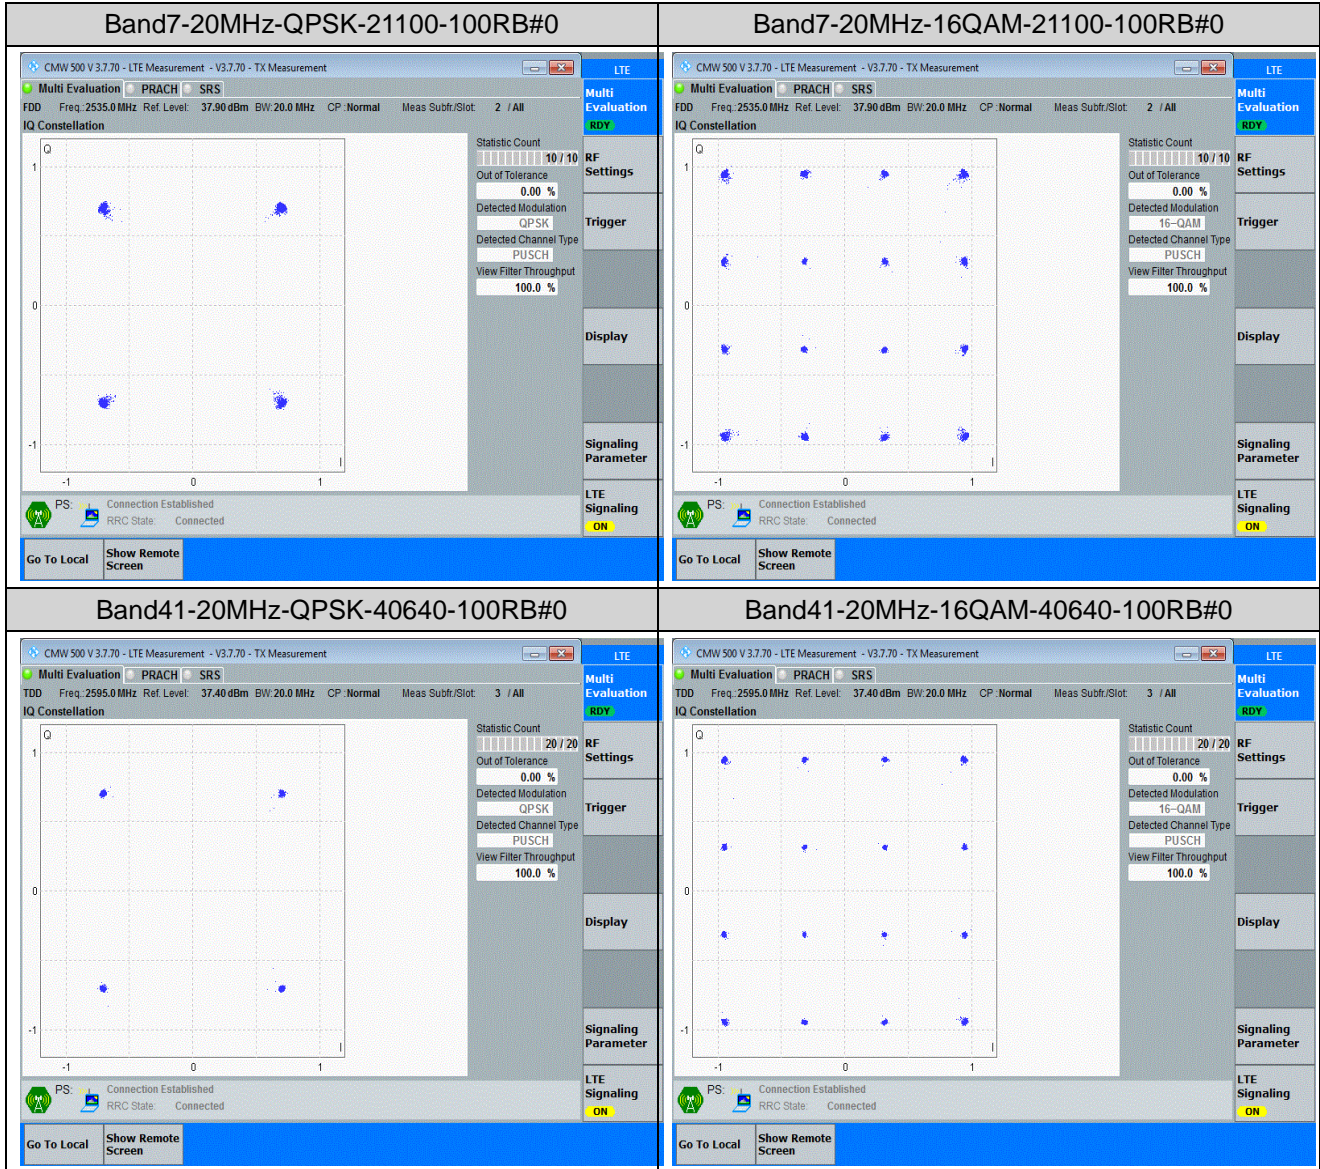 Band7-20MHz-QPSK-21100-100RB#0
CMW 500 V 3.7.70 - LTE Measurement - V3.7.70 - TX Measurement
LTE
Multi Evaluation PRACH SRS
Multi
Evaluation
RDY
FDD Freq.:2535.0 MHz Ref. Level: 37.90 dBm BW:20.0 MHz CP :Normal Meas Subfr./Slot: 2 / All
IQ Constellation
Q
1
0
-1
-1 0 1
I
Statistic Count
10 / 10
Out of Tolerance
0.00 %
Detected Modulation
QPSK
Detected Channel Type
PUSCH
View Filter Throughput
100.0 %
RF
Settings
Trigger
Display
Signaling
Parameter
LTE
Signaling
ON
PS: Connection Established
RRC State: Connected
Go To Local
Show Remote
Screen
Band7-20MHz-16QAM-21100-100RB#0
CMW 500 V 3.7.70 - LTE Measurement - V3.7.70 - TX Measurement
LTE
Multi Evaluation PRACH SRS
Multi
Evaluation
RDY
FDD Freq.:2535.0 MHz Ref. Level: 37.90 dBm BW:20.0 MHz CP :Normal Meas Subfr./Slot: 2 / All
IQ Constellation
Q
1
0
-1
-1 0 1
I
Statistic Count
10 / 10
Out of Tolerance
0.00 %
Detected Modulation
16-QAM
Detected Channel Type
PUSCH
View Filter Throughput
100.0 %
RF
Settings
Trigger
Display
Signaling
Parameter
LTE
Signaling
ON
PS: Connection Established
RRC State: Connected
Go To Local
Show Remote
Screen
Band41-20MHz-QPSK-40640-100RB#0
CMW 500 V 3.7.70 - LTE Measurement - V3.7.70 - TX Measurement
LTE
Multi Evaluation PRACH SRS
Multi
Evaluation
RDY
TDD Freq.:2595.0 MHz Ref. Level: 37.40 dBm BW:20.0 MHz CP :Normal Meas Subfr./Slot: 3 / All
IQ Constellation
Q
1
0
-1
-1 0 1
I
Statistic Count
20 / 20
Out of Tolerance
0.00 %
Detected Modulation
QPSK
Detected Channel Type
PUSCH
View Filter Throughput
100.0 %
RF
Settings
Trigger
Display
Signaling
Parameter
LTE
Signaling
ON
PS: Connection Established
RRC State: Connected
Go To Local
Show Remote
Screen
Band41-20MHz-16QAM-40640-100RB#0
CMW 500 V 3.7.70 - LTE Measurement - V3.7.70 - TX Measurement
LTE
Multi Evaluation PRACH SRS
Multi
Evaluation
RDY
TDD Freq.:2595.0 MHz Ref. Level: 37.40 dBm BW:20.0 MHz CP :Normal Meas Subfr./Slot: 3 / All
IQ Constellation
Q
1
0
-1
-1 0 1
I
Statistic Count
20 / 20
Out of Tolerance
0.00 %
Detected Modulation
16-QAM
Detected Channel Type
PUSCH
View Filter Throughput
100.0 %
RF
Settings
Trigger
Display
Signaling
Parameter
LTE
Signaling
ON
PS: Connection Established
RRC State: Connected
Go To Local
Show Remote
Screen